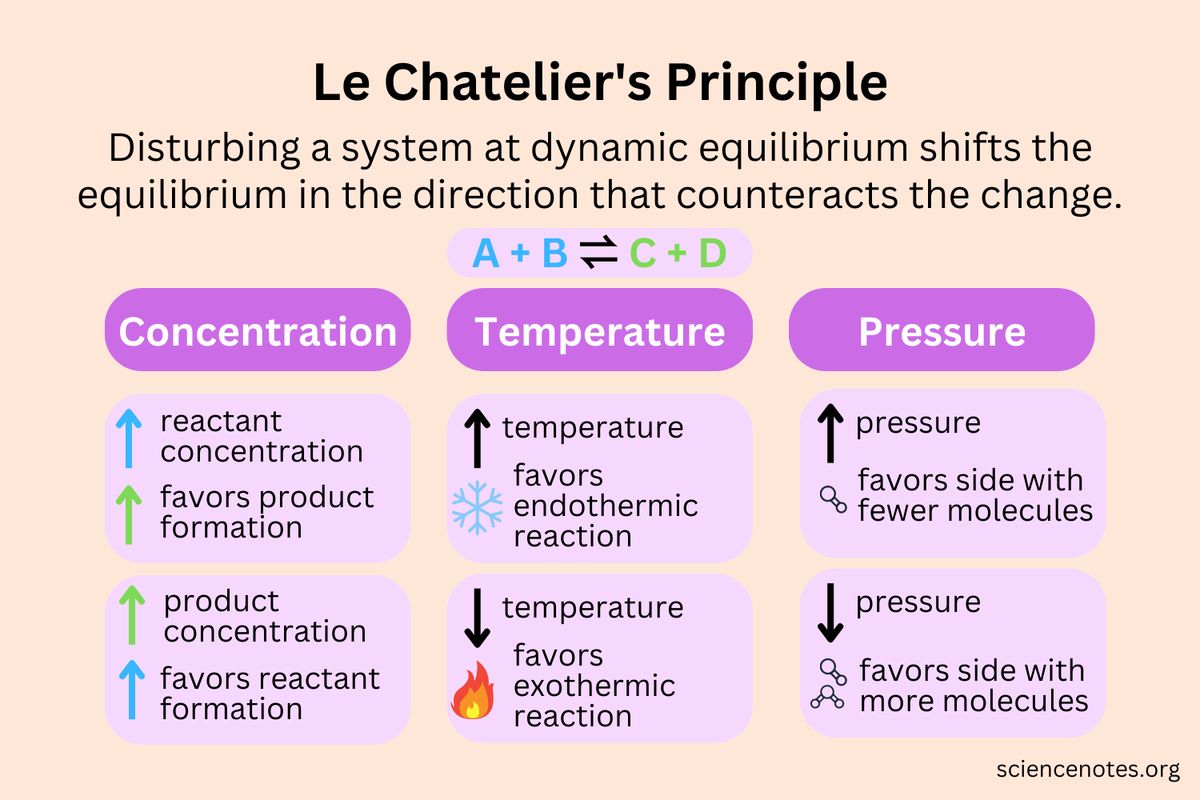 Le Chatelier's Principle
Disturbing a system at dynamic equilibrium shifts the
equilibrium in the direction that counteracts the change.
A + B ⇌ C + D
Concentration
reactant
concentration
favors product
formation
product
concentration
favors reactant
formation
Temperature
temperature
favors
endothermic
reaction
temperature
favors
exothermic
reaction
Pressure
pressure
favors side with
fewer molecules
pressure
favors side with
more molecules
sciencenotes.org